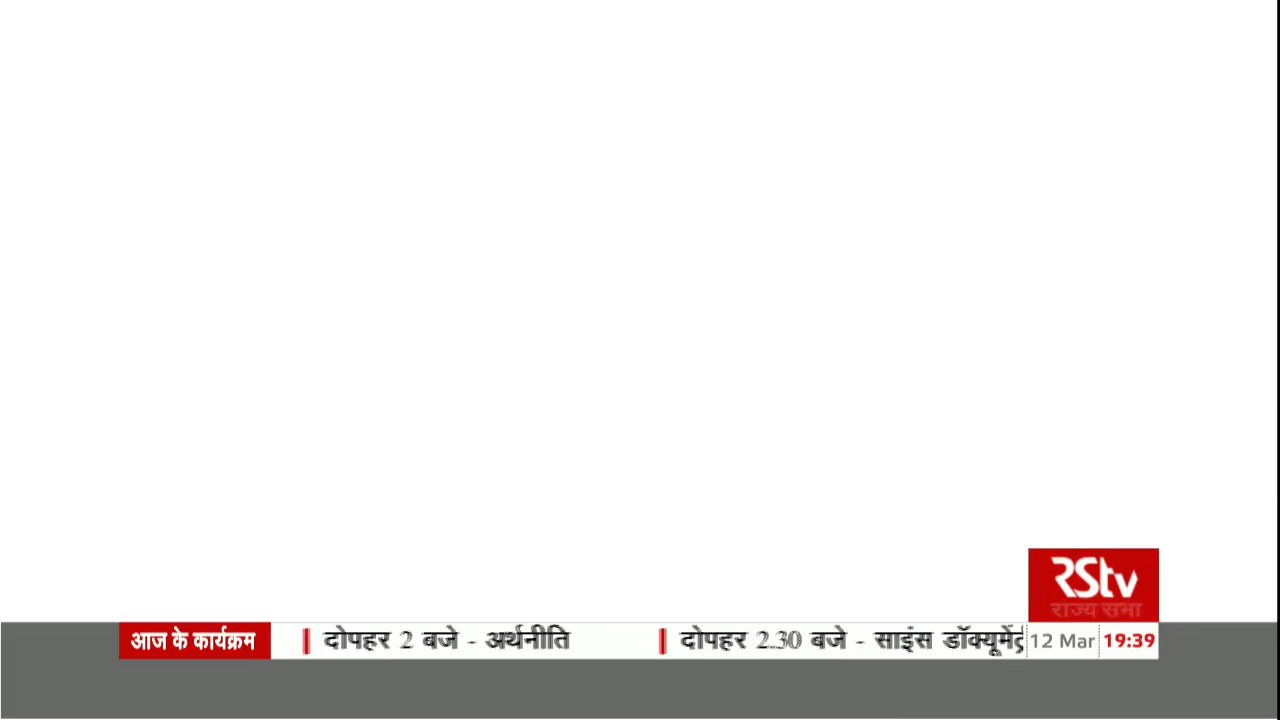 RStv
राज्य सभा
आज के कार्यक्रम | दोपहर 2 बजे - अर्थनीति | दोपहर 2.30 बजे - साइंस 12 Mar 19:39